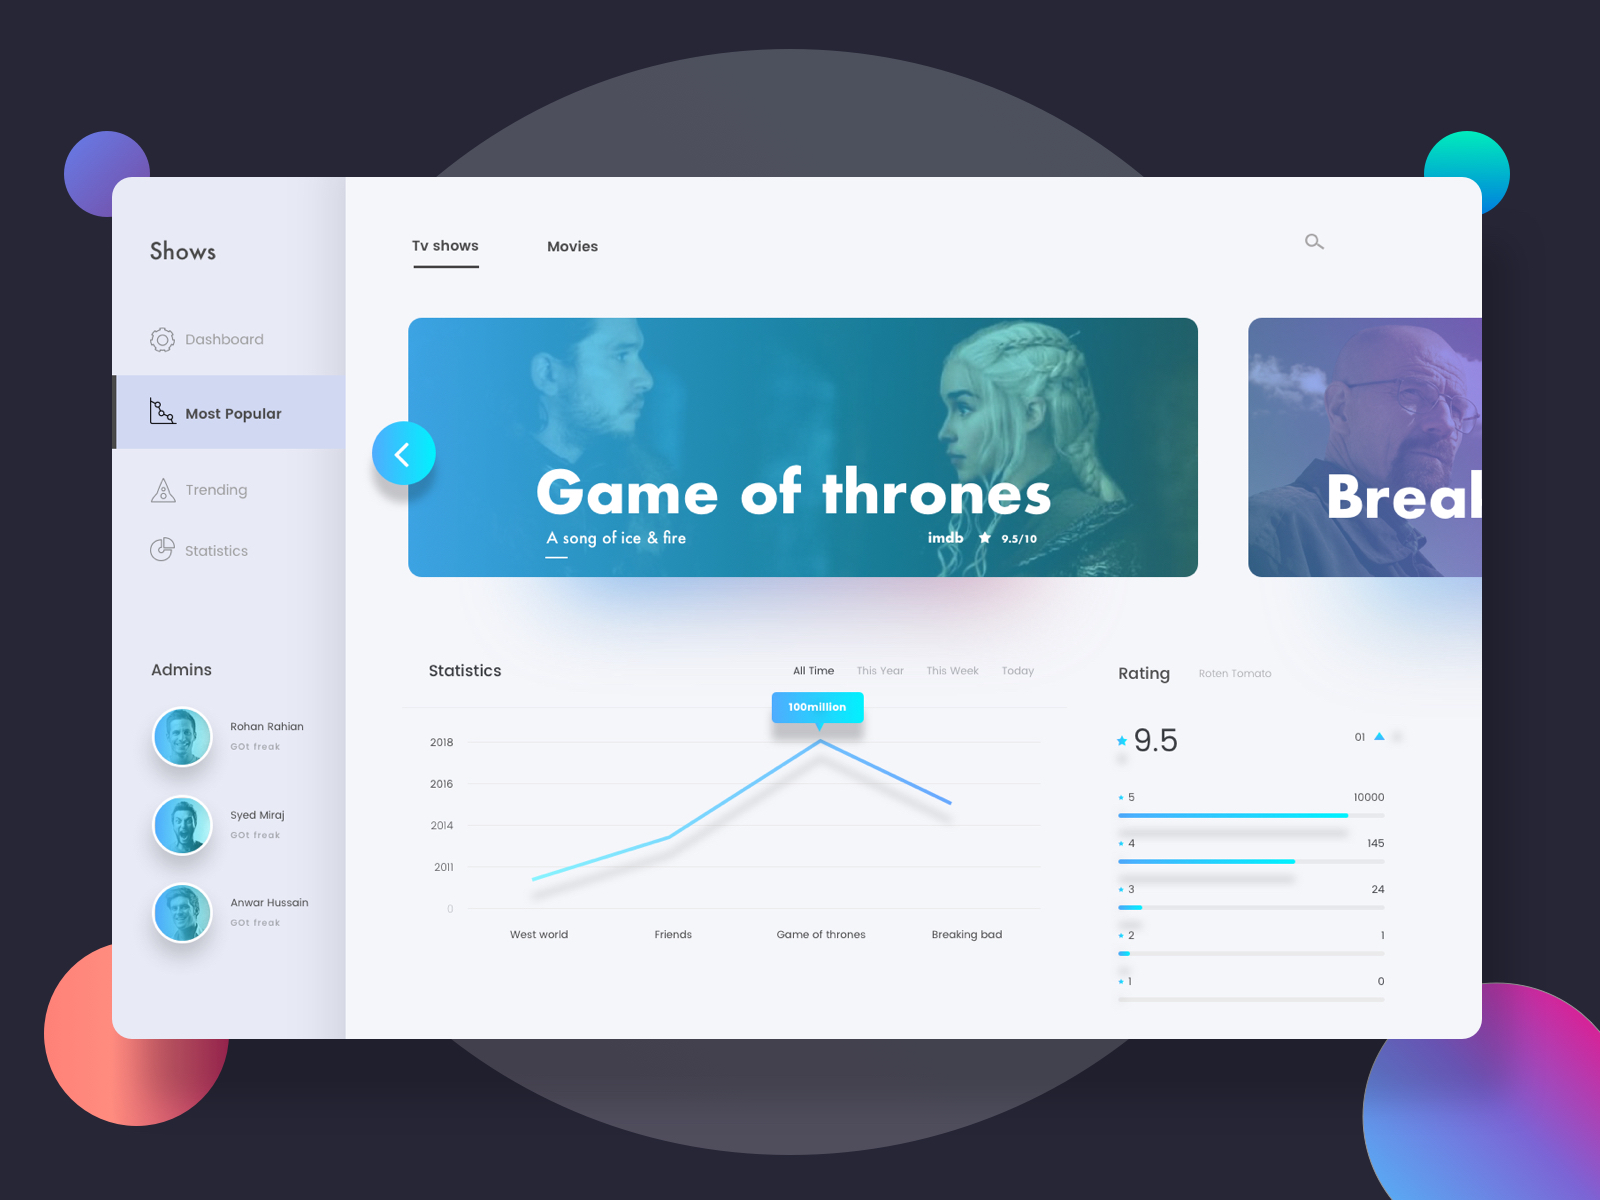 Shows
Dashboard
Most Popular
Trending
Statistics
Admins
Rohan Rahian
GOt freak
Syed Miraj
GOt freak
Anwar Hussain
GOt freak
Tv shows Movies
Game of thrones
A song of ice & fire
imdb 9.5/10
Breal
Statistics
All Time This Year This Week Today
100million
2018
2016
2014
2011
0
West world Friends Game of thrones Breaking bad
Rating Roten Tomato
9.5 01
5 10000
4 145
3 24
2 1
1 0